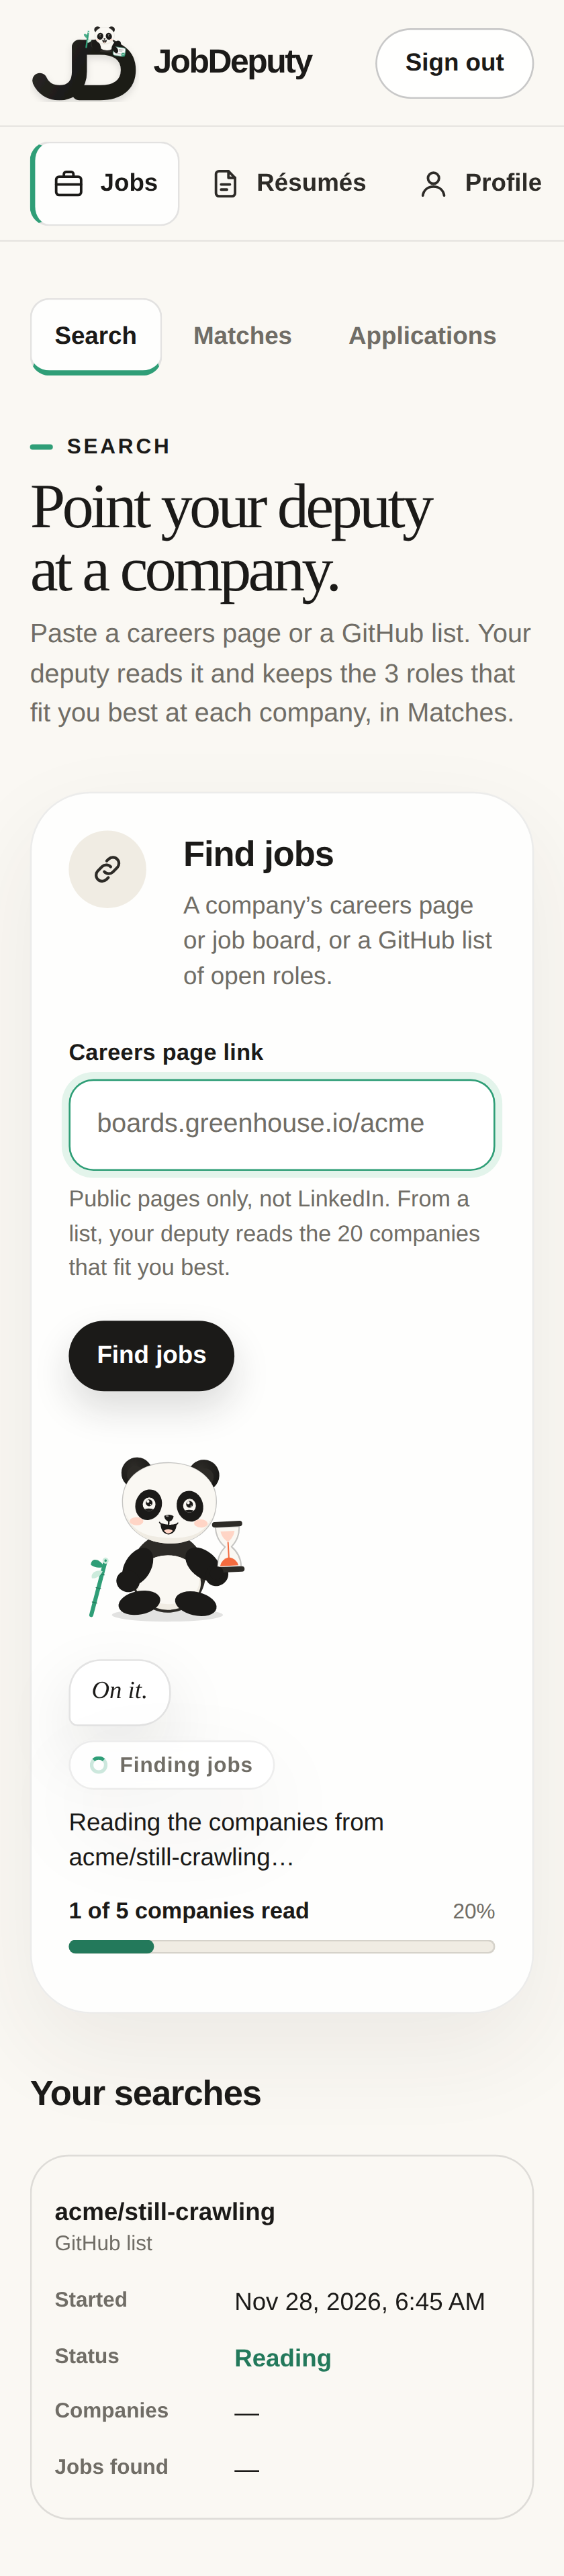 JobDeputy
Sign out
Jobs
Résumés
Profile
Search
Matches
Applications
SEARCH
Point your deputy
at a company.
Paste a careers page or a GitHub list. Your
deputy reads it and keeps the 3 roles that
fit you best at each company, in Matches.
Find jobs
A company’s careers page
or job board, or a GitHub list
of open roles.
Careers page link
boards.greenhouse.io/acme
Public pages only, not LinkedIn. From a
list, your deputy reads the 20 companies
that fit you best.
Find jobs
On it.
Finding jobs
Reading the companies from
acme/still-crawling…
1 of 5 companies read
20%
Your searches
acme/still-crawling
GitHub list
Started
Nov 28, 2026, 6:45 AM
Status
Reading
Companies
—
Jobs found
—